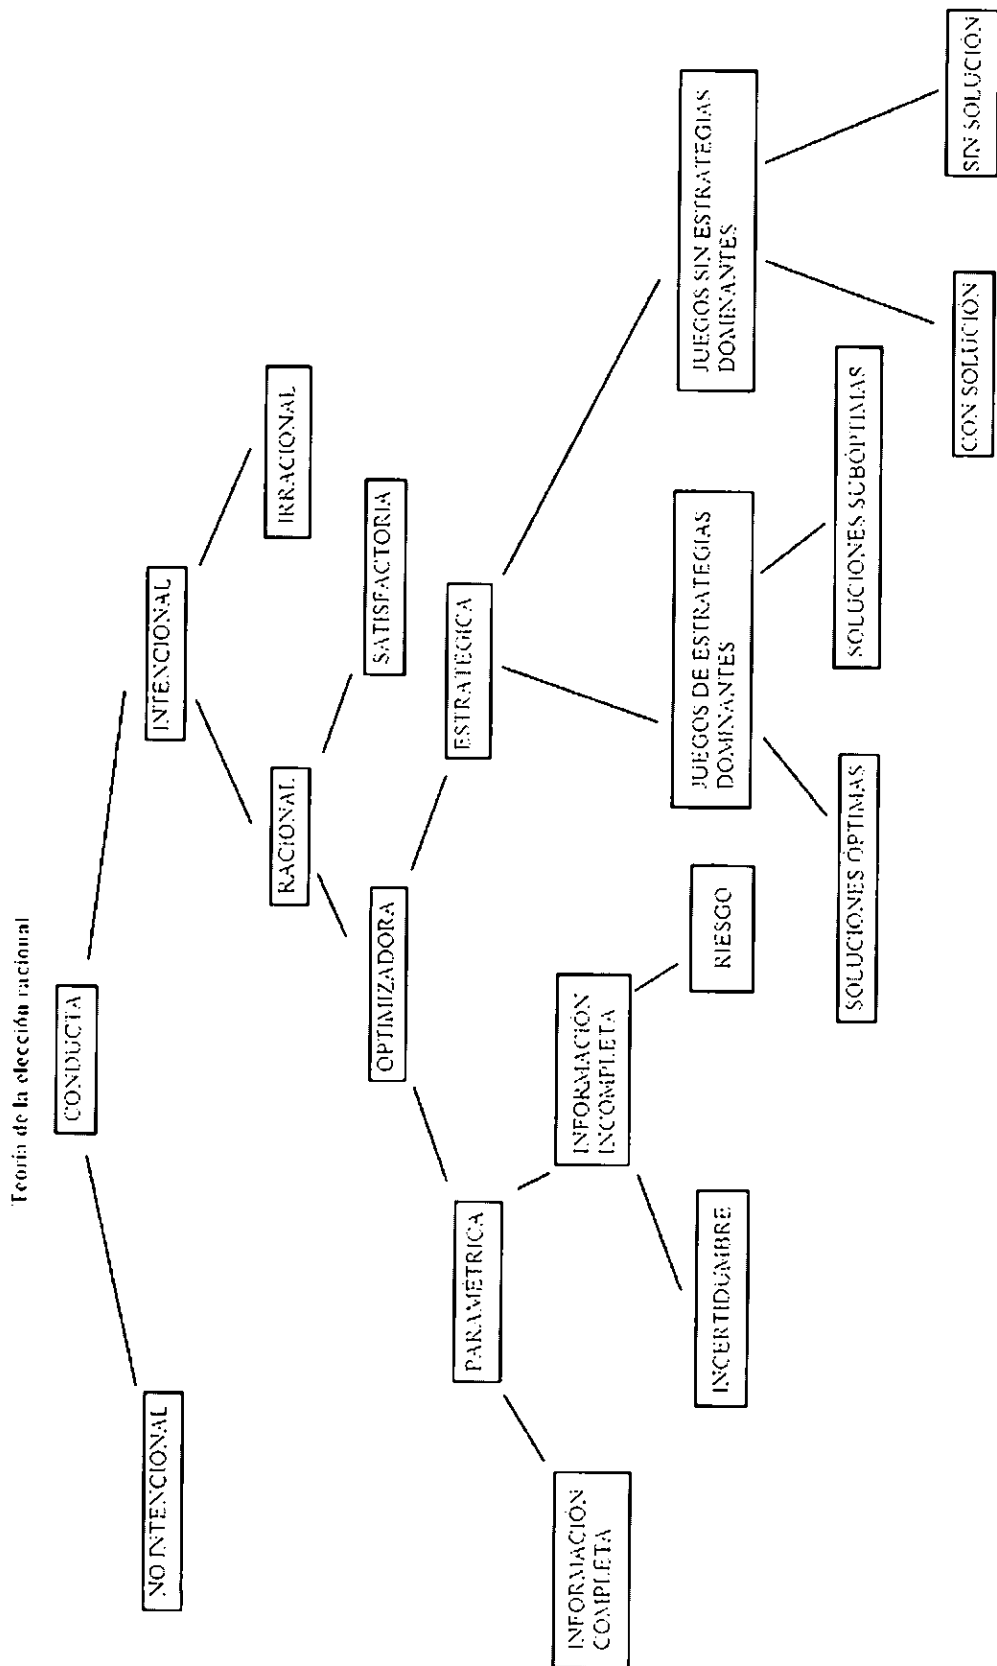 Teoría de la elección racional
CONDUCTA
NO INTENCIONAL
INTENCIONAL
RACIONAL
IRRACIONAL
OPTIMIZADORA
SATISFACTORIA
PARAMÉTRICA
ESTRATÉGICA
INFORMACIÓN
COMPLETA
INFORMACIÓN
INCOMPLETA
INCERTIDUMBRE
RIESGO
JUEGOS DE ESTRATEGIAS
DOMINANTES
JUEGOS SIN ESTRATEGIAS
DOMINANTES
SOLUCIONES ÓPTIMAS
SOLUCIONES SUBÓPTIMAS
CON SOLUCIÓN
SIN SOLUCIÓN